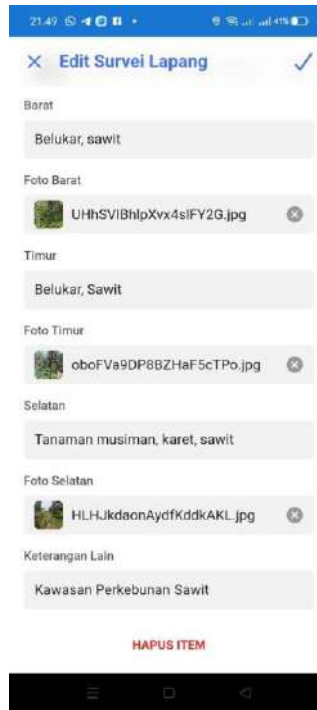 21.49
41%
Edit Survei Lapang
Barat
Belukar, sawit
Foto Barat
UHhSVIBhlpXvx4slFY2G.jpg
Timur
Belukar, Sawit
Foto Timur
oboFVa9DP8BZHaF5cTPo.jpg
Selatan
Tanaman musiman, karet, sawit
Foto Selatan
HLHJkdaonAydfKddkAKL.jpg
Keterangan Lain
Kawasan Perkebunan Sawit
HAPUS ITEM